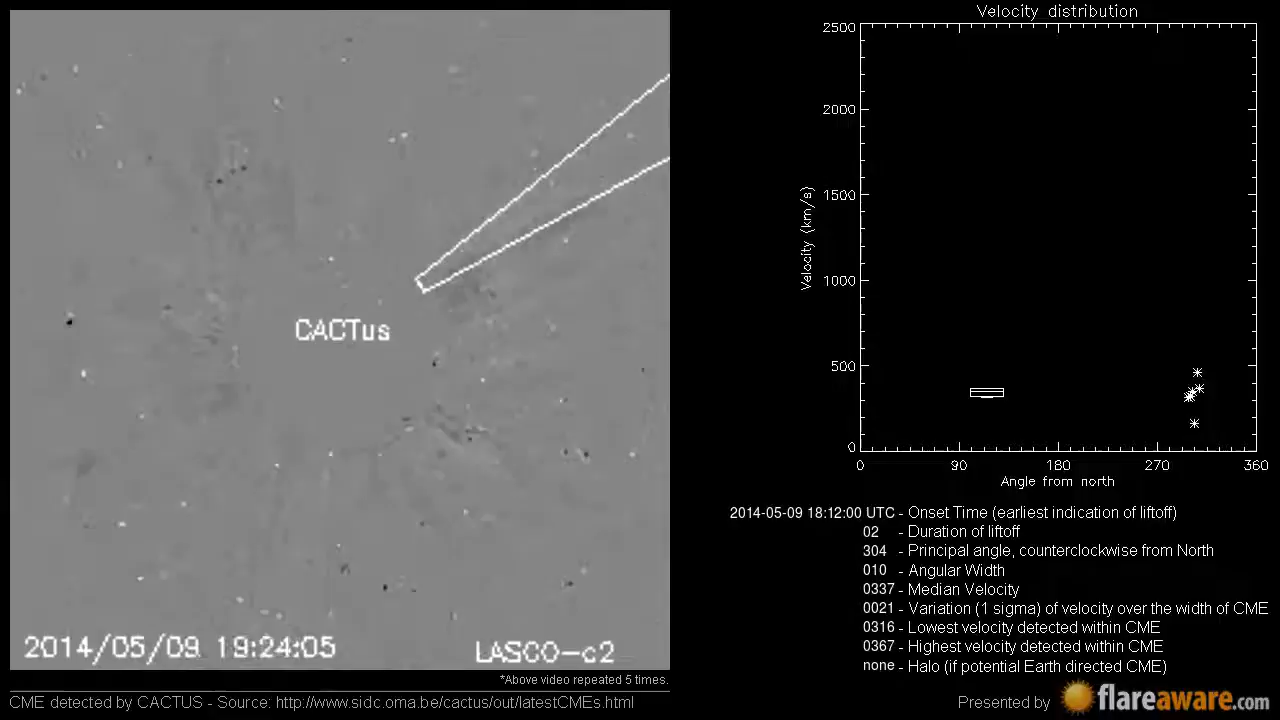 CACTus
2014/05/09 19:24:05
LASCO-c2
*Above video repeated 5 times.
CME detected by CACTUS - Source: http://www.sidc.oma.be/cactus/out/latestCMEs.html
Velocity distribution
2500
2000
1500
1000
500
0
Velocity (km/s)
0 90 180 270 360
Angle from north
2014-05-09 18:12:00 UTC - Onset Time (earliest indication of liftoff)
02 - Duration of liftoff
304 - Principal angle, counterclockwise from North
010 - Angular Width
0337 - Median Velocity
0021 - Variation (1 sigma) of velocity over the width of CME
0316 - Lowest velocity detected within CME
0367 - Highest velocity detected within CME
none - Halo (if potential Earth directed CME)
Presented by flareaware.com